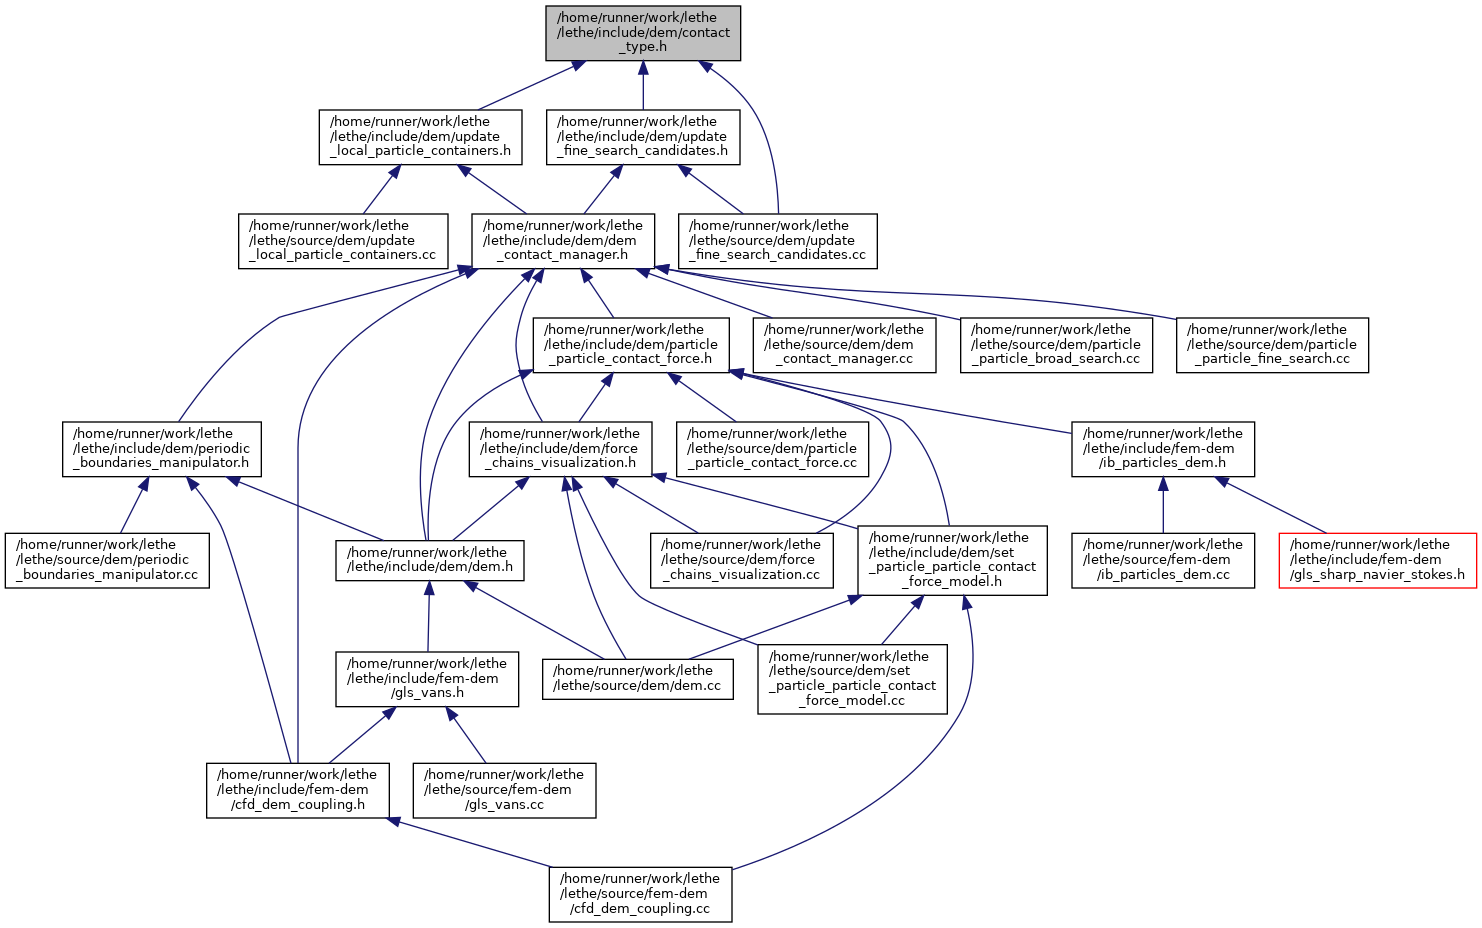 /home/runner/work/lethe
/lethe/include/dem/contact
_type.h
/home/runner/work/lethe
/lethe/include/dem/update
_local_particle_containers.h
/home/runner/work/lethe
/lethe/include/dem/update
_fine_search_candidates.h
/home/runner/work/lethe
/lethe/source/dem/update
_local_particle_containers.cc
/home/runner/work/lethe
/lethe/include/dem/dem
_contact_manager.h
/home/runner/work/lethe
/lethe/source/dem/update
_fine_search_candidates.cc
/home/runner/work/lethe
/lethe/include/dem/particle
_particle_contact_force.h
/home/runner/work/lethe
/lethe/source/dem/dem
_contact_manager.cc
/home/runner/work/lethe
/lethe/source/dem/particle
_particle_broad_search.cc
/home/runner/work/lethe
/lethe/source/dem/particle
_particle_fine_search.cc
/home/runner/work/lethe
/lethe/include/dem/periodic
_boundaries_manipulator.h
/home/runner/work/lethe
/lethe/include/dem/force
_chains_visualization.h
/home/runner/work/lethe
/lethe/source/dem/particle
_particle_contact_force.cc
/home/runner/work/lethe
/lethe/include/fem-dem
/ib_particles_dem.h
/home/runner/work/lethe
/lethe/source/dem/periodic
_boundaries_manipulator.cc
/home/runner/work/lethe
/lethe/include/dem/dem.h
/home/runner/work/lethe
/lethe/source/dem/force
_chains_visualization.cc
/home/runner/work/lethe
/lethe/include/dem/set
_particle_particle_contact
_force_model.h
/home/runner/work/lethe
/lethe/source/fem-dem
/ib_particles_dem.cc
/home/runner/work/lethe
/lethe/include/fem-dem
/gls_sharp_navier_stokes.h
/home/runner/work/lethe
/lethe/include/fem-dem
/gls_vans.h
/home/runner/work/lethe
/lethe/source/dem/dem.cc
/home/runner/work/lethe
/lethe/source/dem/set
_particle_particle_contact
_force_model.cc
/home/runner/work/lethe
/lethe/include/fem-dem
/cfd_dem_coupling.h
/home/runner/work/lethe
/lethe/source/fem-dem
/gls_vans.cc
/home/runner/work/lethe
/lethe/source/fem-dem
/cfd_dem_coupling.cc